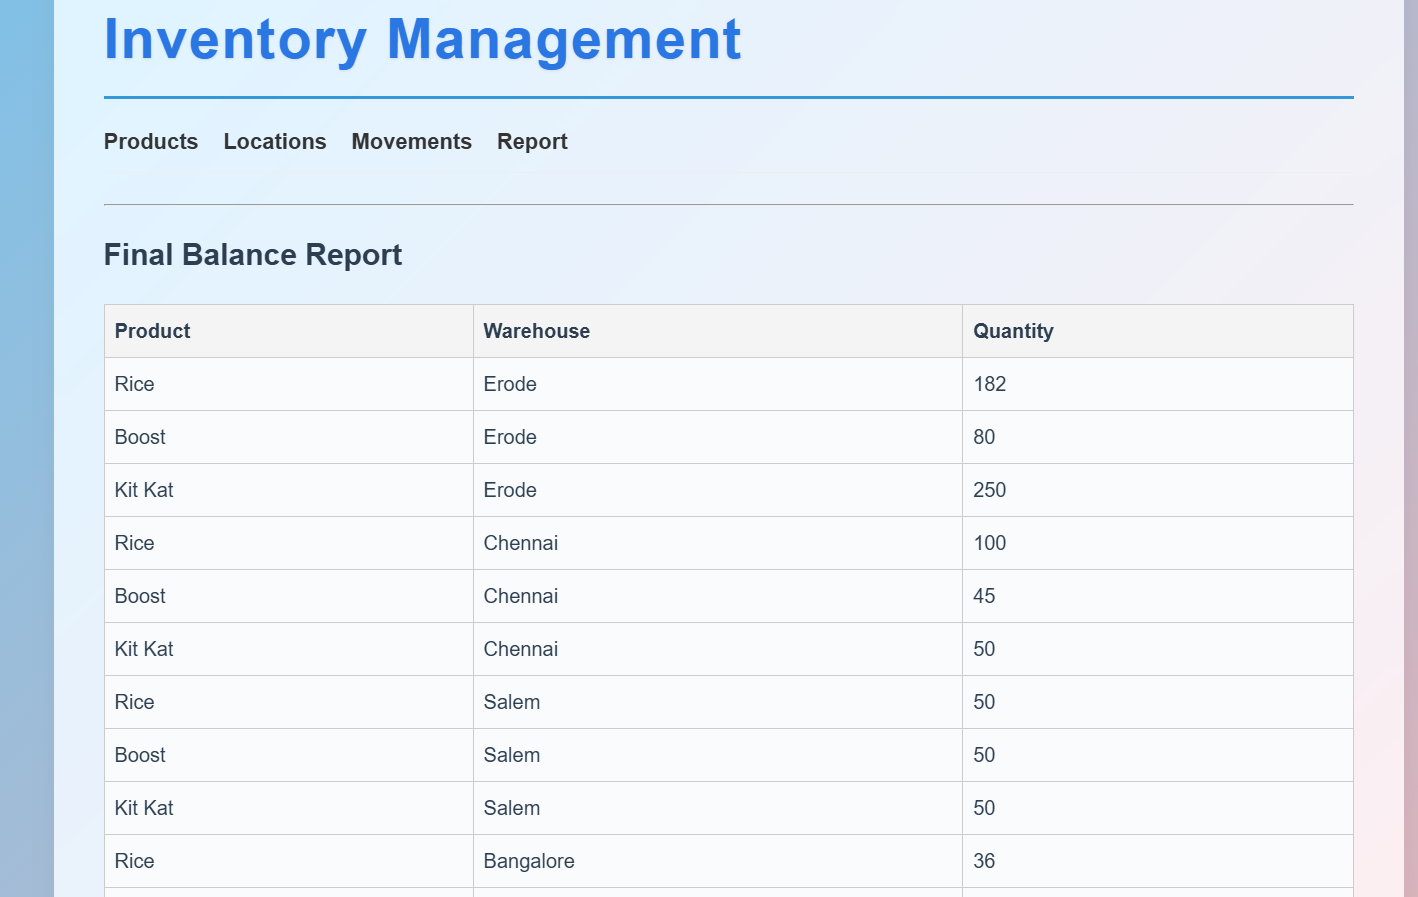 Inventory Management
Products Locations Movements Report
Final Balance Report
Product Warehouse Quantity
Rice Erode 182
Boost Erode 80
Kit Kat Erode 250
Rice Chennai 100
Boost Chennai 45
Kit Kat Chennai 50
Rice Salem 50
Boost Salem 50
Kit Kat Salem 50
Rice Bangalore 36